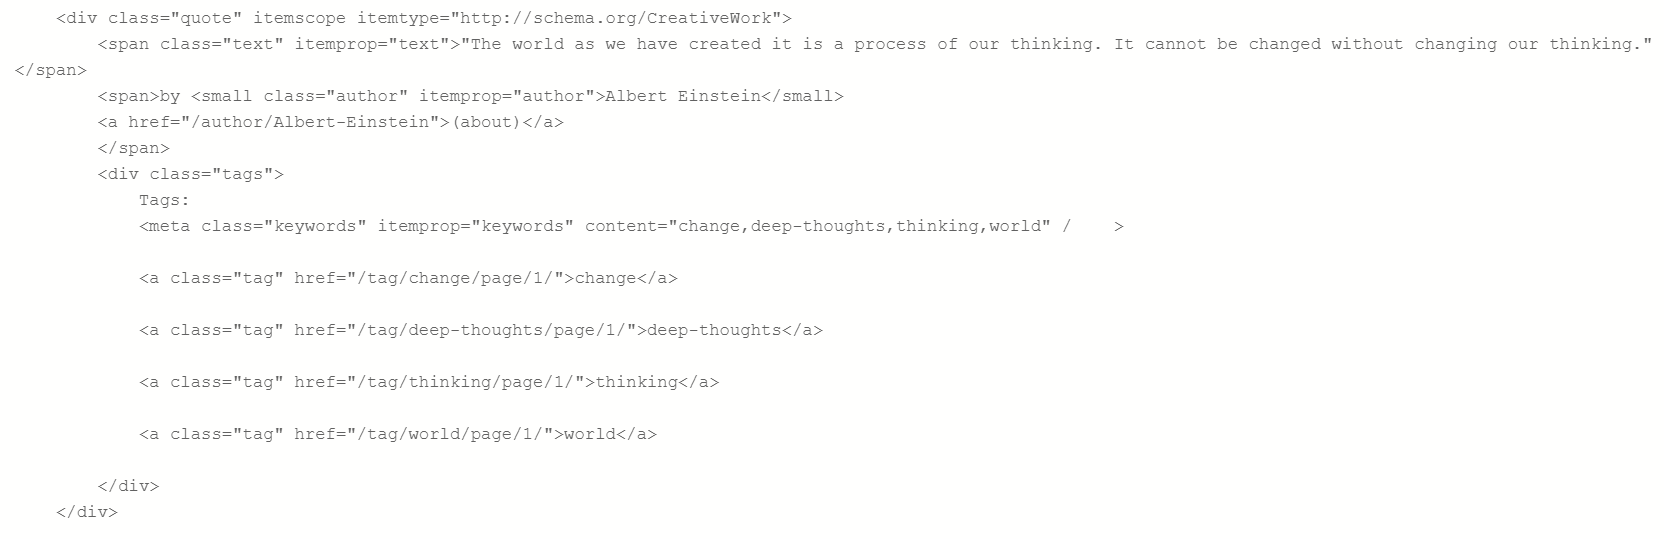 <div class="quote" itemscope itemtype="http://schema.org/CreativeWork">
<span class="text" itemprop="text">"The world as we have created it is a process of our thinking. It cannot be changed without changing our thinking."
</span>
<span>by <small class="author" itemprop="author">Albert Einstein</small>
<a href="/author/Albert-Einstein">(about)</a>
</span>
<div class="tags">
Tags:
<meta class="keywords" itemprop="keywords" content="change,deep-thoughts,thinking,world" /    >
<a class="tag" href="/tag/change/page/1/">change</a>
<a class="tag" href="/tag/deep-thoughts/page/1/">deep-thoughts</a>
<a class="tag" href="/tag/thinking/page/1/">thinking</a>
<a class="tag" href="/tag/world/page/1/">world</a>
</div>
</div>